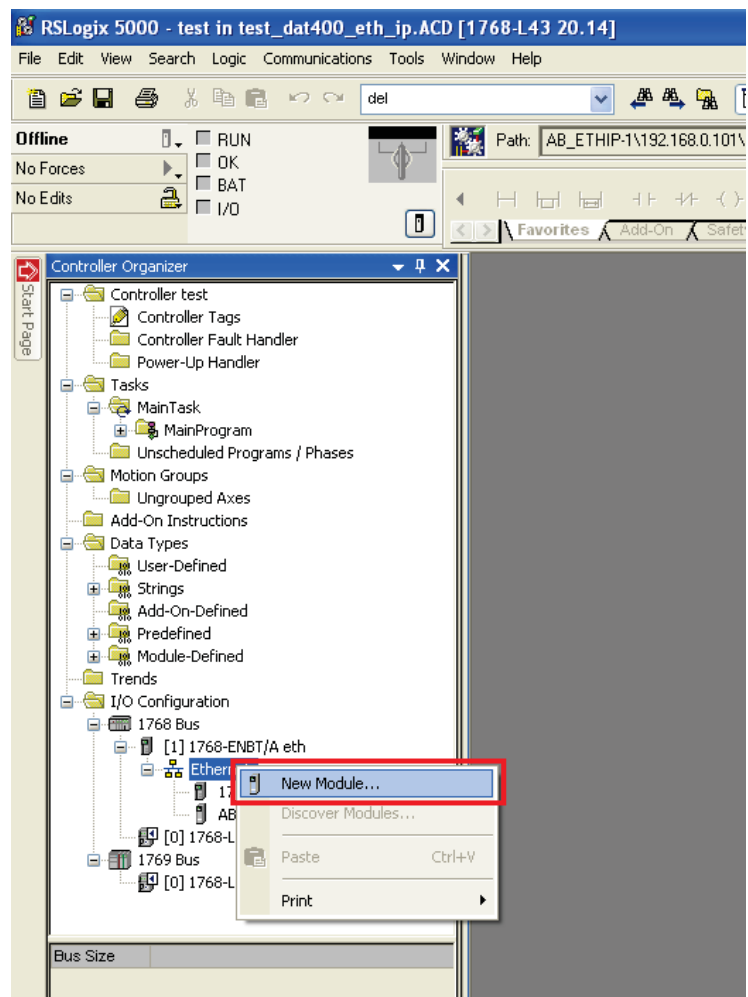 RSLogix 5000 - test in test_dat400_eth_ip.ACD [1768-L43 20.14]
File Edit View Search Logic Communications Tools Window Help
del
Offline
RUN
No Forces
OK
No Edits
BAT
I/O
Path: AB_ETHIP-1\192.168.0.101\
Favorites Add-On Safety
Start Page
Controller Organizer
Controller test
Controller Tags
Controller Fault Handler
Power-Up Handler
Tasks
MainTask
MainProgram
Unscheduled Programs / Phases
Motion Groups
Ungrouped Axes
Add-On Instructions
Data Types
User-Defined
Strings
Add-On-Defined
Predefined
Module-Defined
Trends
I/O Configuration
1768 Bus
[1] 1768-ENBT/A eth
Ethern
17
AB
[0] 1768-L
1769 Bus
[0] 1768-L
New Module...
Discover Modules...
Paste Ctrl+V
Print
Bus Size